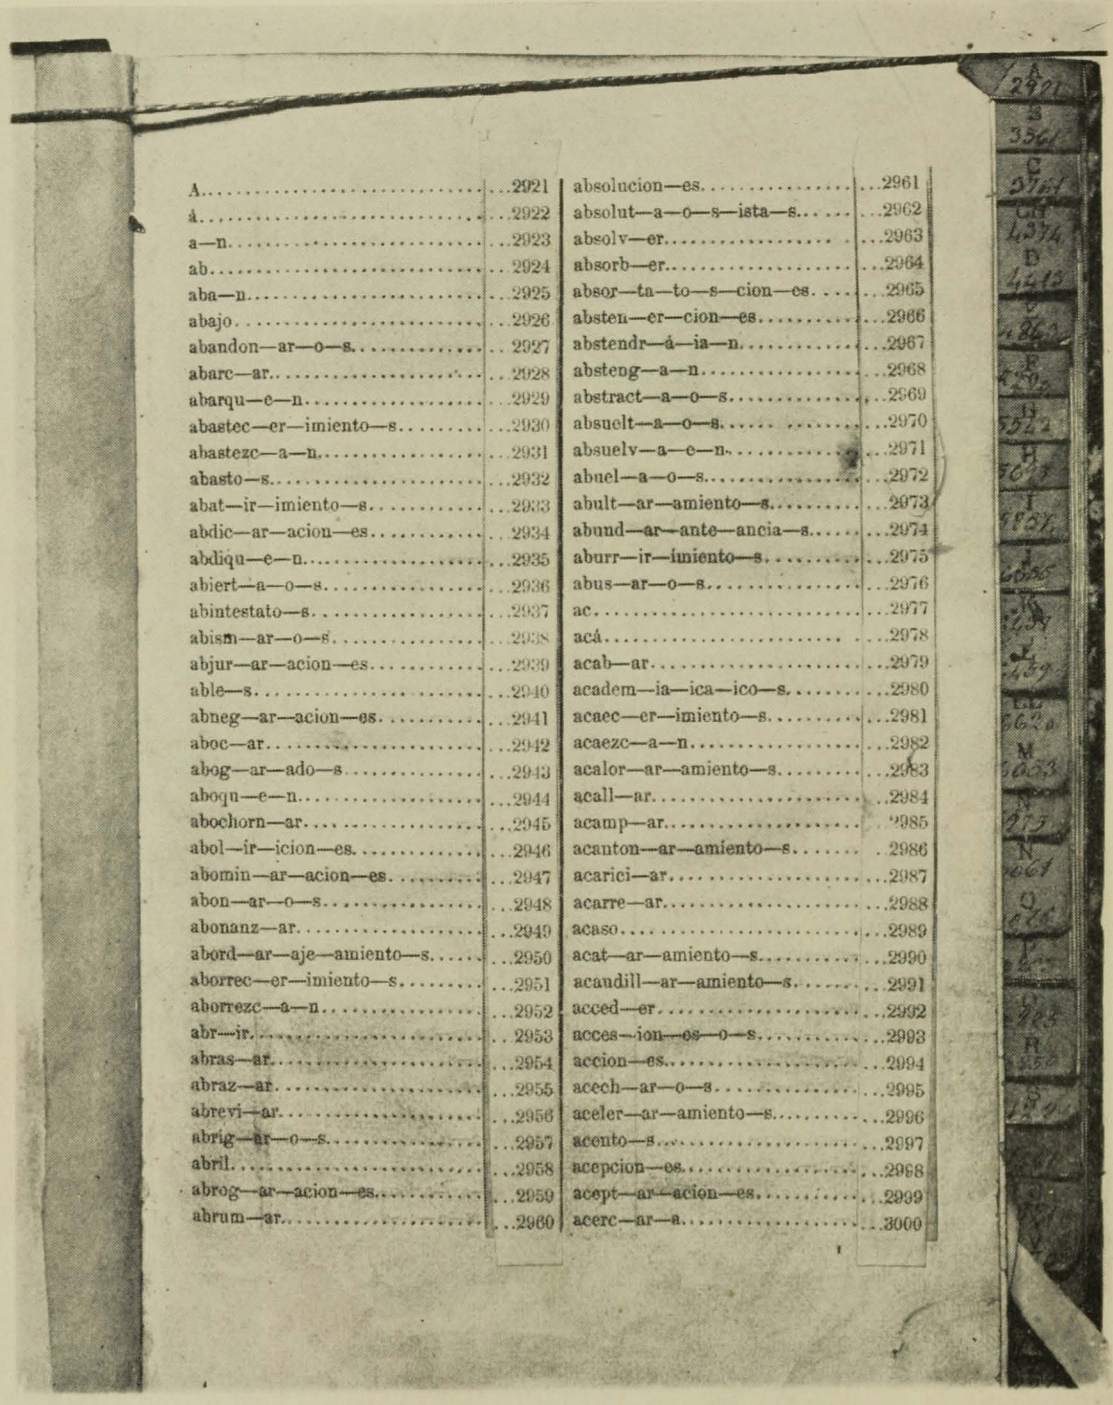 A.....2921
á.....2922
a—n.....2923
ab.....2924
aba—n.....2925
abajo.....2926
abandon—ar—o—s.....2927
abarc—ar.....2928
abarqu—e—n.....2929
abastec—er—imiento—s.....2930
abastezc—a—n.....2931
abasto—s.....2932
abat—ir—imiento—s.....2933
abdic—ar—acion—es.....2934
abdiqu—e—n.....2935
abiert—a—o—s.....2936
abintestato—s.....2937
abism—ar—o—s.....2938
abjur—ar—acion—es.....2939
able—s.....2940
abneg—ar—acion—es.....2941
aboc—ar.....2942
abog—ar—ado—s.....2943
aboqu—e—n.....2944
abochorn—ar.....2945
abol—ir—icion—es.....2946
abomin—ar—acion—es.....2947
abon—ar—o—s.....2948
abonanz—ar.....2949
abord—ar—aje—amiento—s.....2950
aborrec—er—imiento—s.....2951
aborrezc—a—n.....2952
abr—ir.....2953
abras—ar.....2954
abraz—ar.....2955
abrevi—ar.....2956
abrig—ar—o—s.....2957
abril.....2958
abrog—ar—acion—es.....2959
abrum—ar.....2960
absolucion—es.....2961
absolut—a—o—s—ista—s.....2962
absolv—er.....2963
absorb—er.....2964
absor—ta—to—s—cion—es.....2965
absten—er—cion—es.....2966
abstendr—á—ia—n.....2967
absteng—a—n.....2968
abstract—a—o—s.....2969
absuelt—a—o—s.....2970
absuelv—a—e—n.....2971
abuel—a—o—s.....2972
abult—ar—amiento—s.....2973
abund—ar—ante—ancia—s.....2974
aburr—ir—imiento—s.....2975
abus—ar—o—s.....2976
ac.....2977
acá.....2978
acab—ar.....2979
academ—ia—ica—ico—s.....2980
acaec—er—imiento—s.....2981
acaezc—a—n.....2982
acalor—ar—amiento—s.....2983
acall—ar.....2984
acamp—ar.....2985
acanton—ar—amiento—s.....2986
acarici—ar.....2987
acarre—ar.....2988
acaso.....2989
acat—ar—amiento—s.....2990
acaudill—ar—amiento—s.....2991
acced—er.....2992
acces—ion—es—o—s.....2993
accion—es.....2994
acech—ar—o—s.....2995
aceler—ar—amiento—s.....2996
acento—s.....2997
acepcion—es.....2998
acept—ar—acion—es.....2999
acerc—ar—a.....3000
A
2921
B
C
CH
4374
D
H
I
LL
M
N
O
R
S